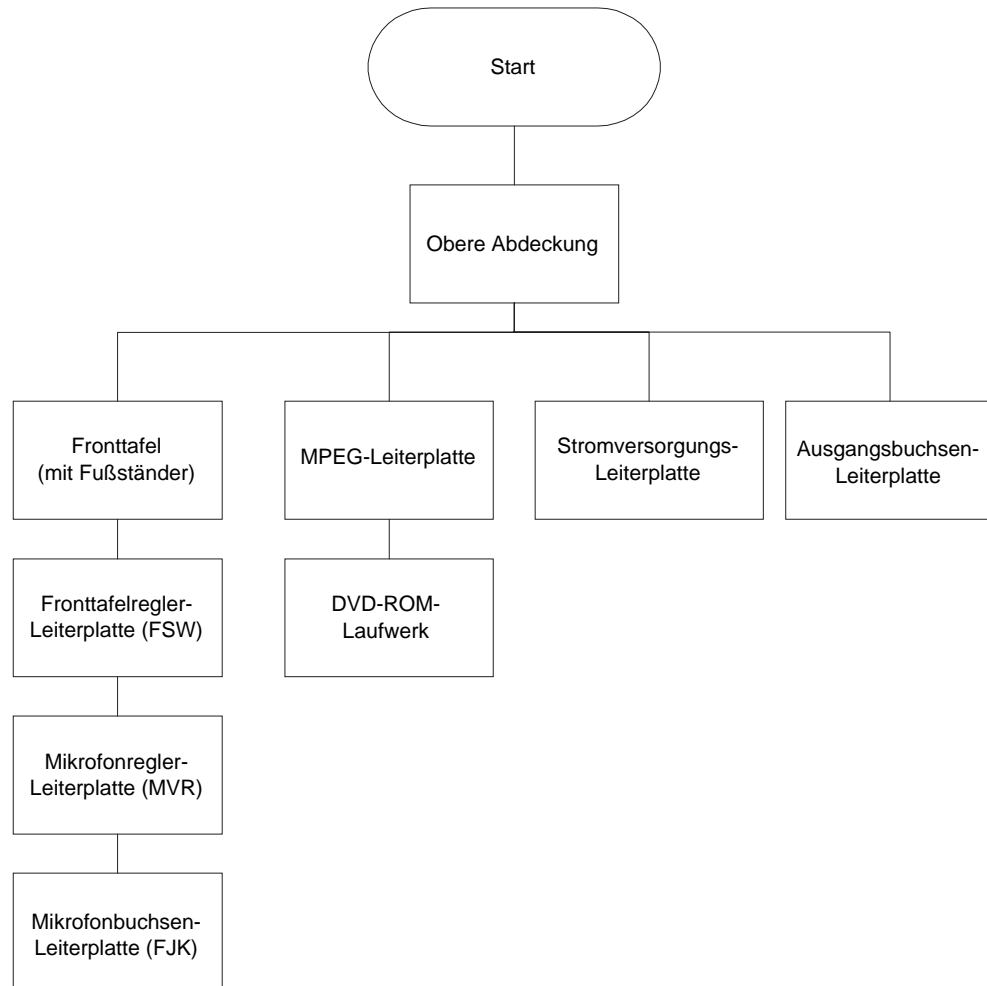 Start
Obere Abdeckung
Fronttafel
(mit Fußständer)
MPEG-Leiterplatte
Stromversorgungs-
Leiterplatte
Ausgangsbuchsen-
Leiterplatte
Fronttafelregler-
Leiterplatte (FSW)
DVD-ROM-
Laufwerk
Mikrofonregler-
Leiterplatte (MVR)
Mikrofonbuchsen-
Leiterplatte (FJK)